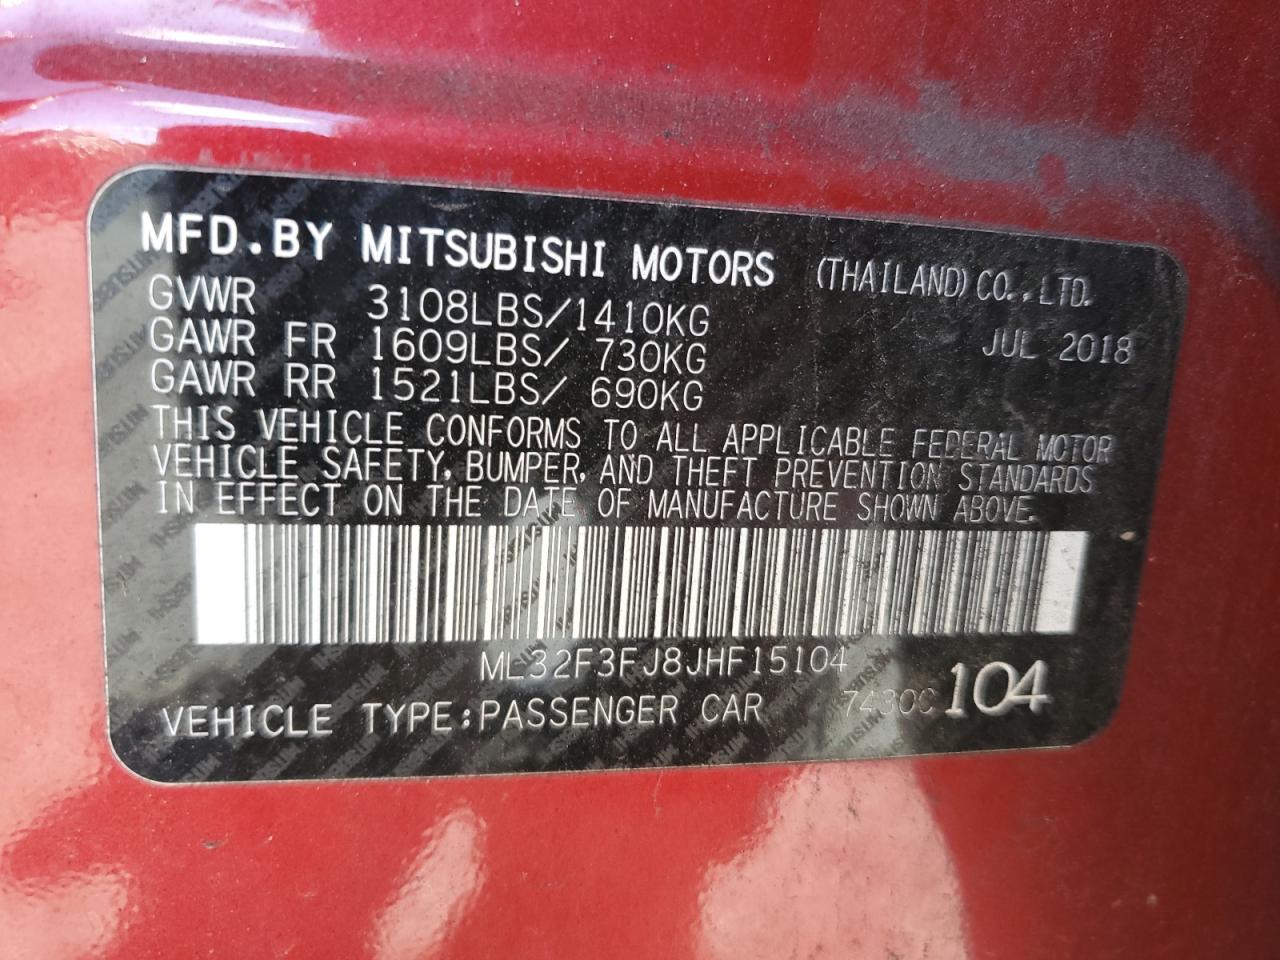 MFD.BY MITSUBISHI MOTORS (THAILAND) CO.,LTD.
GVWR 3108LBS/1410KG JUL 2018
GAWR FR 1609LBS/ 730KG
GAWR RR 1521LBS/ 690KG
THIS VEHICLE CONFORMS TO ALL APPLICABLE FEDERAL MOTOR
VEHICLE SAFETY, BUMPER, AND THEFT PREVENTION STANDARDS
IN EFFECT ON THE DATE OF MANUFACTURE SHOWN ABOVE.
ML32F3FJ8JHF15104
VEHICLE TYPE:PASSENGER CAR 104